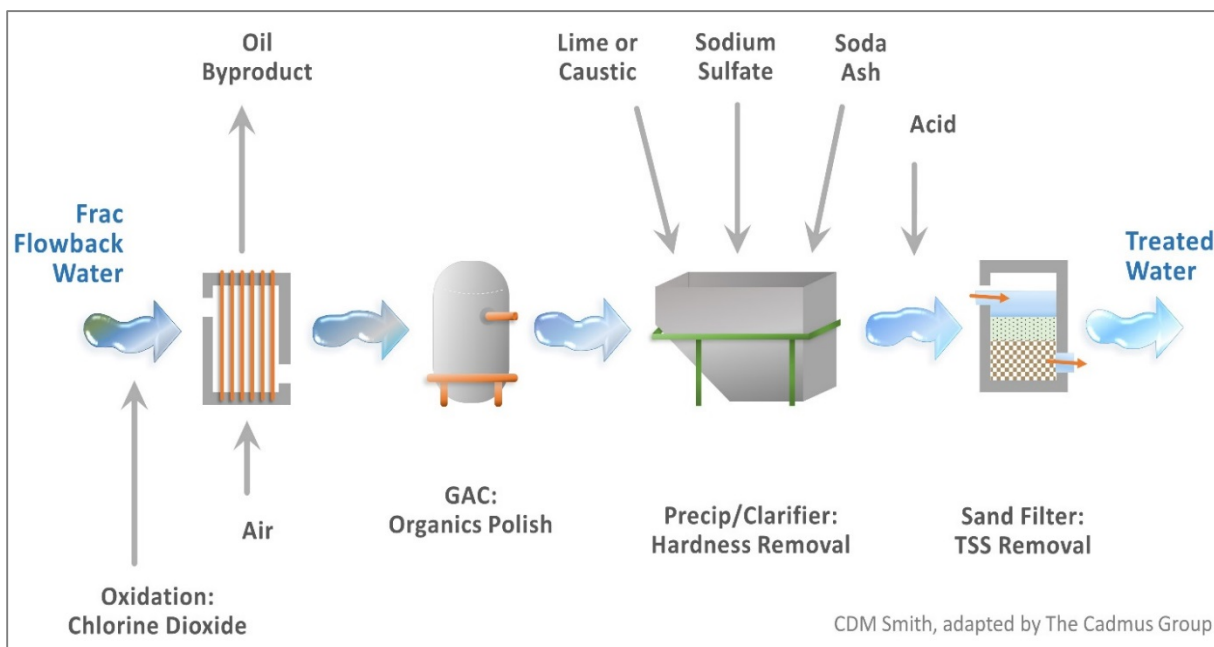 Oil
Byproduct
Lime or
Caustic
Sodium
Sulfate
Soda
Ash
Acid
Frac
Flowback
Water
Treated
Water
Air
GAC:
Organics Polish
Precip/Clarifier:
Hardness Removal
Sand Filter:
TSS Removal
Oxidation:
Chlorine Dioxide
CDM Smith, adapted by The Cadmus Group